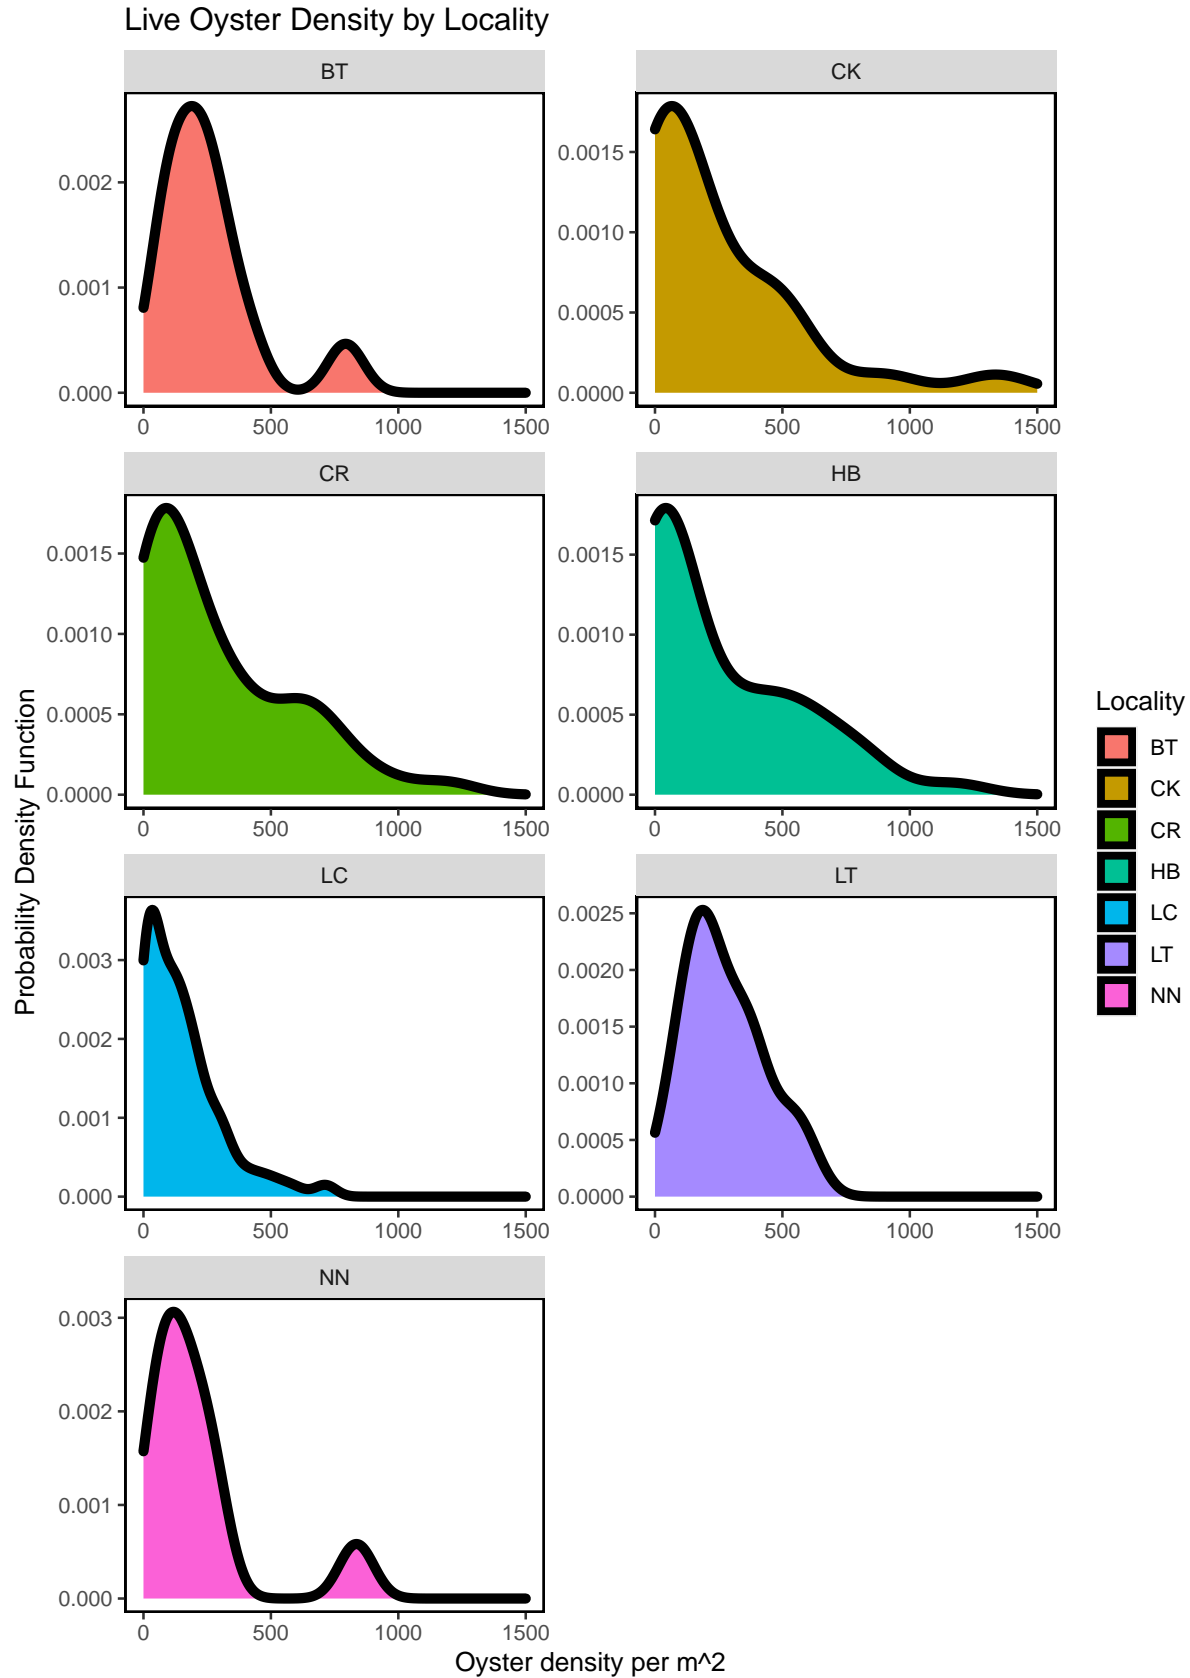 Live Oyster Density by Locality
BT
CK
0.002
0.001
0.000
0.0015
0.0010
0.0005
0.0000
0 500 1000 1500
0 500 1000 1500
CR
HB
0.0015
0.0010
0.0005
0.0000
0.0015
0.0010
0.0005
0.0000
0 500 1000 1500
0 500 1000 1500
LC
LT
0.003
0.002
0.001
0.000
0.0025
0.0020
0.0015
0.0010
0.0005
0.0000
0 500 1000 1500
0 500 1000 1500
NN
0.003
0.002
0.001
0.000
0 500 1000 1500
Probability Density Function
Oyster density per m^2
Locality
BT
CK
CR
HB
LC
LT
NN